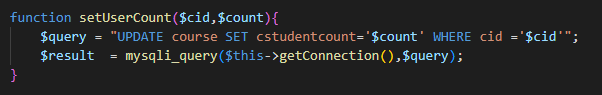 function setUserCount($cid,$count){
    $query = "UPDATE course SET cstudentcount='$count' WHERE cid ='$cid'";
    $result  = mysqli_query($this->getConnection(),$query);
}